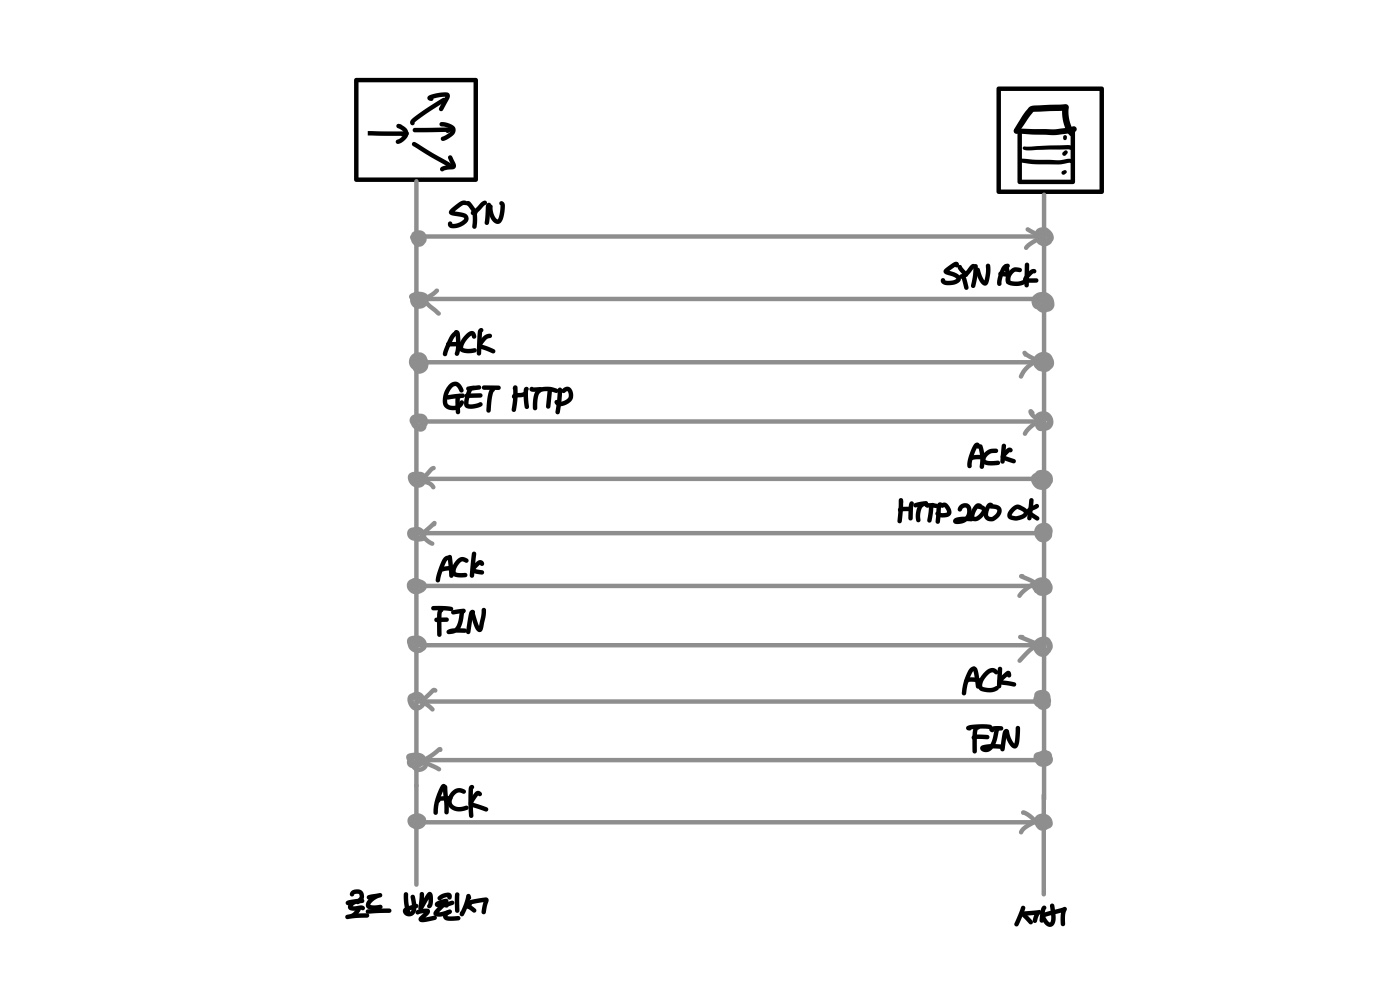 SYN
SYN ACK
ACK
GET HTTP
ACK
HTTP 200 OK
ACK
FIN
ACK
FIN
ACK
로드 밸런서
서버